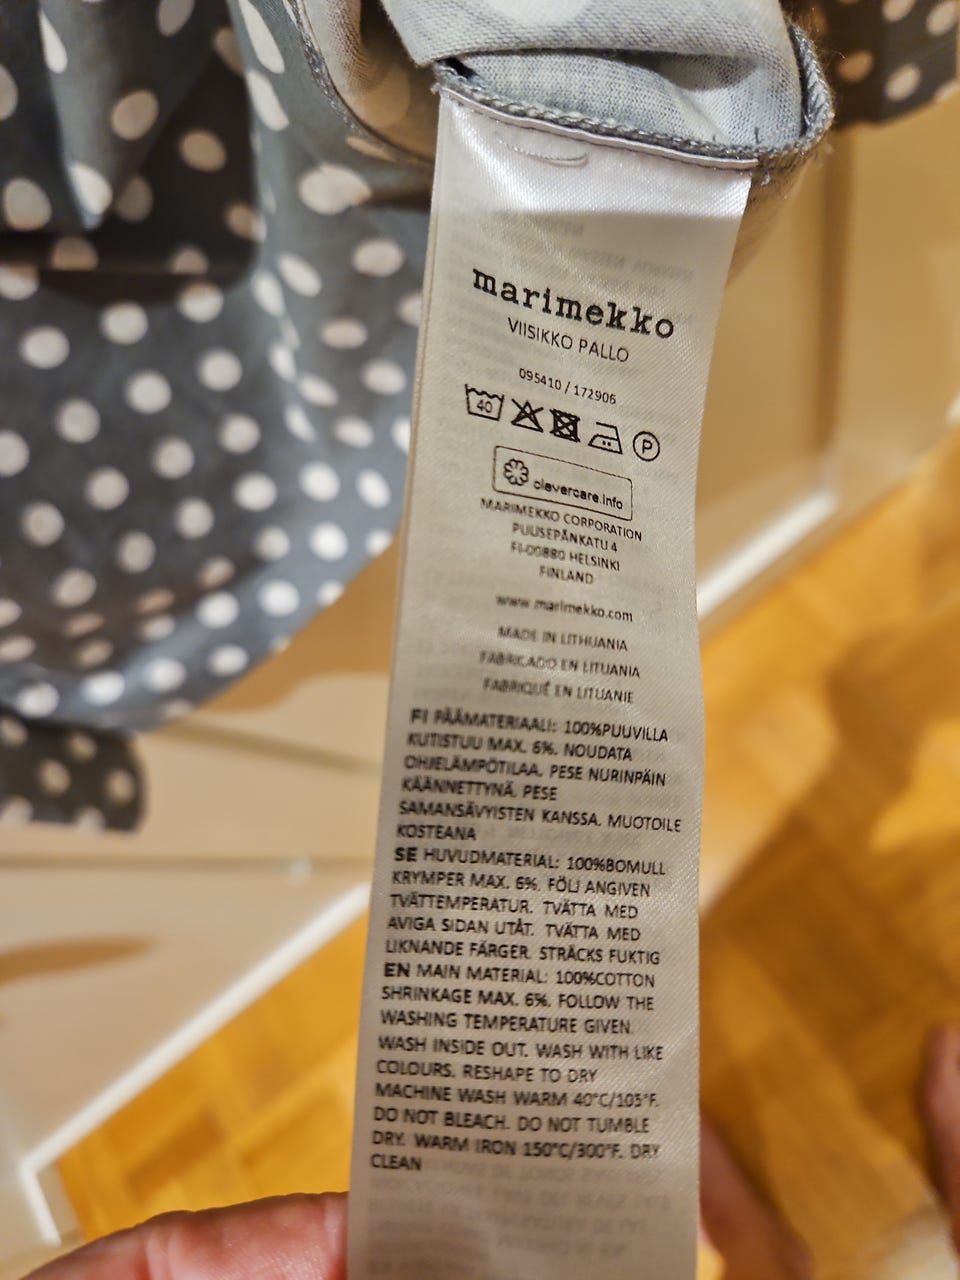 marimekko
VIISIKKO PALLO
095410 / 172906
40 P
clevercare.info
MARIMEKKO CORPORATION
PUUSEPÄNKATU 4
FI-00880 HELSINKI
FINLAND
www.marimekko.com
MADE IN LITHUANIA
FABRICADO EN LITUANIA
FABRIQUÉ EN LITUANIE
FI PÄÄMATERIAALI: 100%PUUVILLA
KUTISTUU MAX. 6%. NOUDATA
OHJELÄMPÖTILAA. PESE NURINPÄIN
KÄÄNNETTYNÄ. PESE
SAMANSÄVYISTEN KANSSA. MUOTOILE
KOSTEANA
SE HUVUDMATERIAL: 100%BOMULL
KRYMPER MAX. 6%. FÖLJ ANGIVEN
TVÄTTEMPERATUR. TVÄTTA MED
AVIGA SIDAN UTÅT. TVÄTTA MED
LIKNANDE FÄRGER. STRÄCKS FUKTIG
EN MAIN MATERIAL: 100%COTTON
SHRINKAGE MAX. 6%. FOLLOW THE
WASHING TEMPERATURE GIVEN.
WASH INSIDE OUT. WASH WITH LIKE
COLOURS. RESHAPE TO DRY
MACHINE WASH WARM 40°C/105°F.
DO NOT BLEACH. DO NOT TUMBLE
DRY. WARM IRON 150°C/300°F. DRY
CLEAN